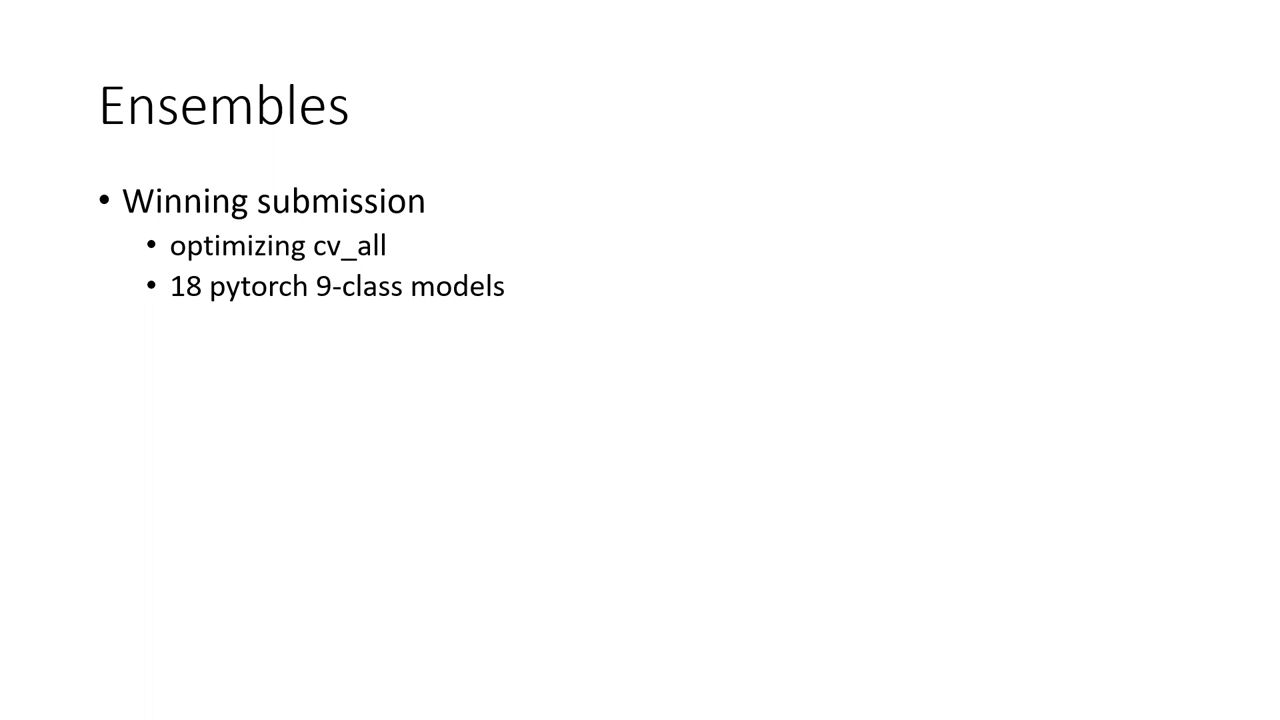 Ensembles
• Winning submission
• optimizing cv_all
• 18 pytorch 9-class models